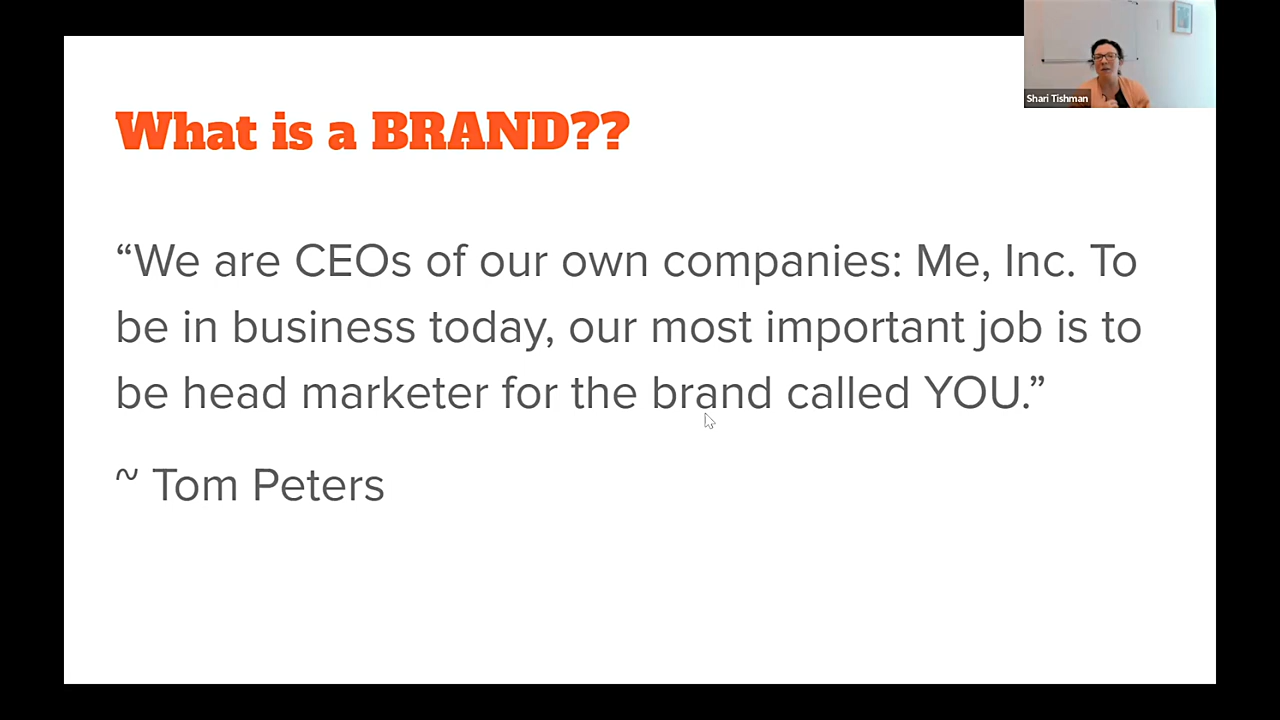 What is a BRAND??
“We are CEOs of our own companies: Me, Inc. To
be in business today, our most important job is to
be head marketer for the brand called YOU.”
~ Tom Peters
Shari Tishman